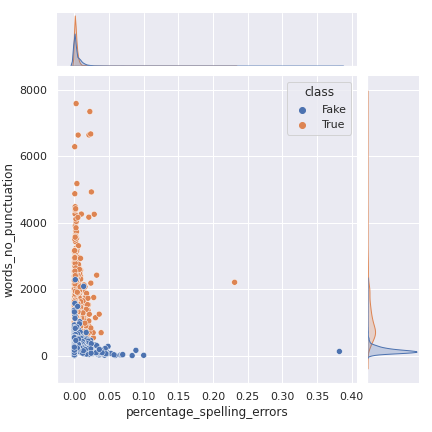 8000
6000
4000
2000
0
words_no_punctuation
class
Fake
True
0.00 0.05 0.10 0.15 0.20 0.25 0.30 0.35 0.40
percentage_spelling_errors